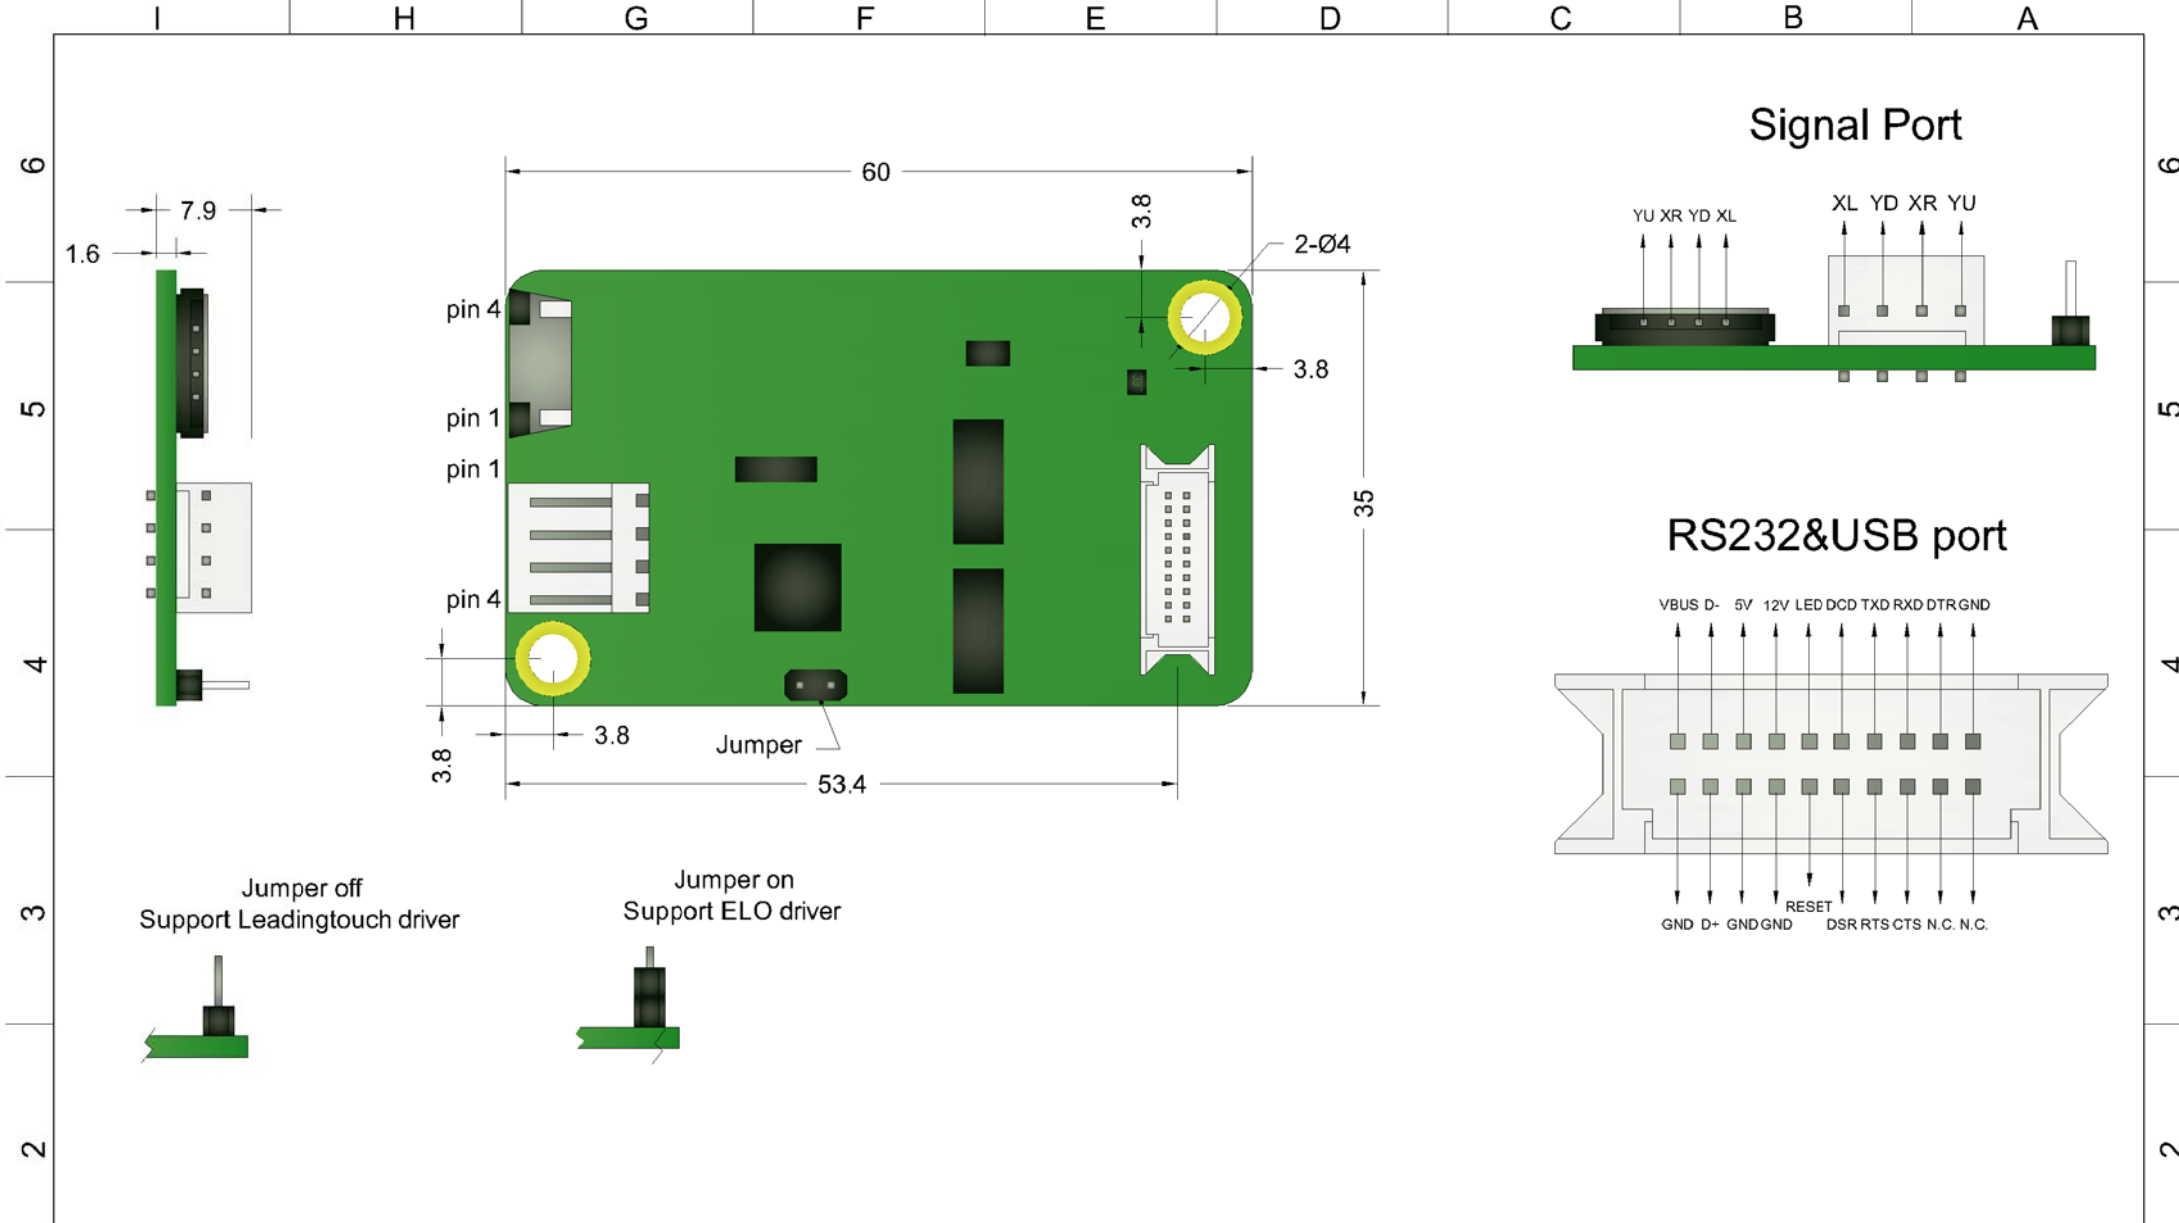 I H G F E D C B A
6
5
4
3
2
6
5
4
3
2
7.9
1.6
60
3.8
2-Ø4
3.8
35
pin 4
pin 1
pin 1
pin 4
3.8
3.8
Jumper
53.4
Signal Port
YU XR YD XL
XL YD XR YU
RS232&USB port
VBUS D- 5V 12V LED DCD TXD RXD DTR GND
GND D+ GND GND RESET DSR RTS CTS N.C. N.C.
Jumper off
Support Leadingtouch driver
Jumper on
Support ELO driver